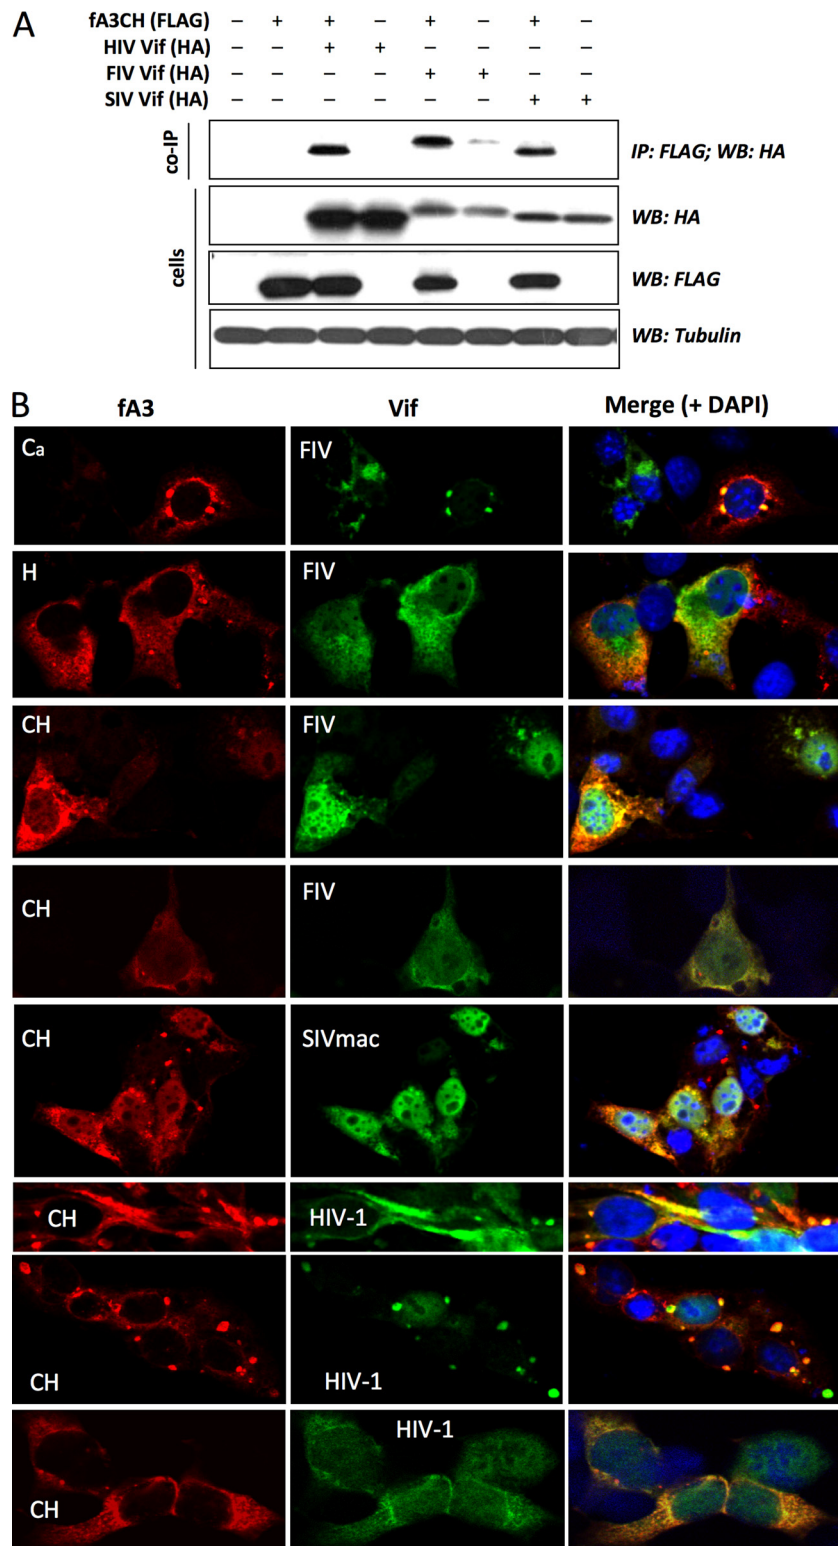 A
fA3CH (FLAG) – + + – + – + –
HIV Vif (HA) – – + + – – – –
FIV Vif (HA) – – – – + + – –
SIV Vif (HA) – – – – – – + +
co-IP
IP: FLAG; WB: HA
cells
WB: HA
WB: FLAG
WB: Tubulin
B
fA3 Vif Merge (+ DAPI)
Ca FIV
H FIV
CH FIV
CH FIV
CH SIVmac
CH HIV-1
CH HIV-1
CH HIV-1